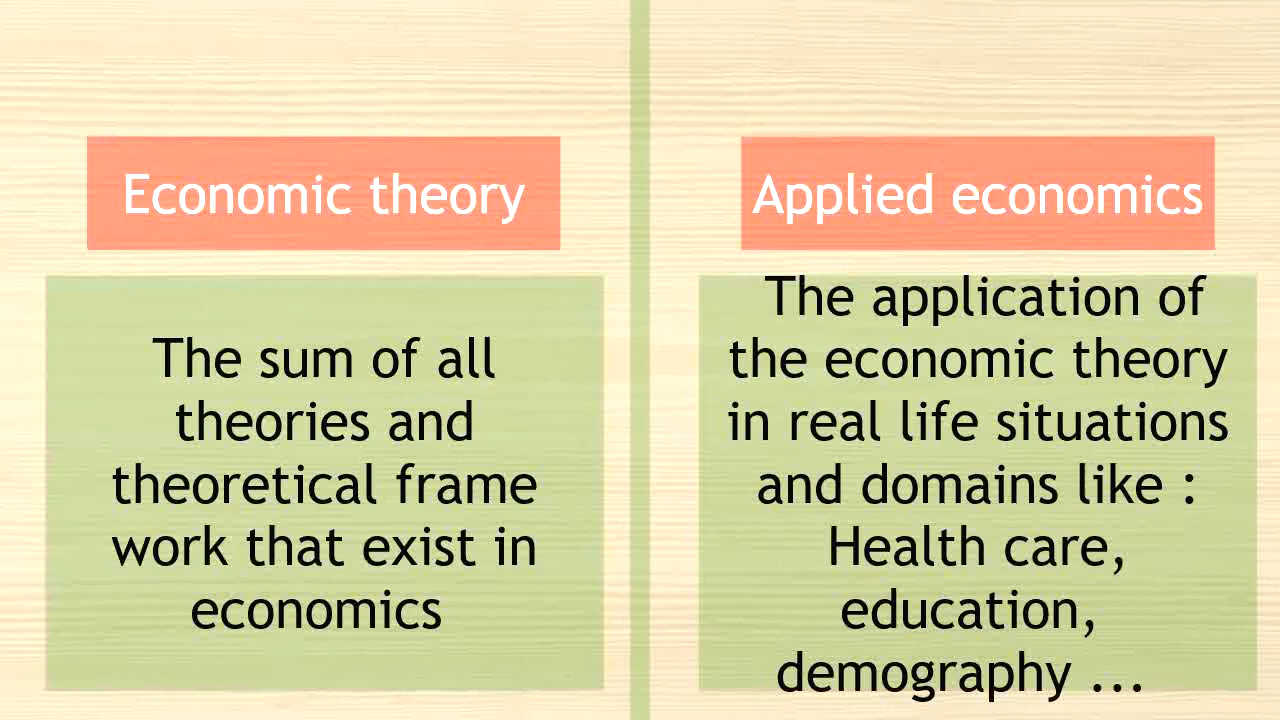 Economic theory
The sum of all
theories and
theoretical frame
work that exist in
economics
Applied economics
The application of
the economic theory
in real life situations
and domains like :
Health care,
education,
demography ...